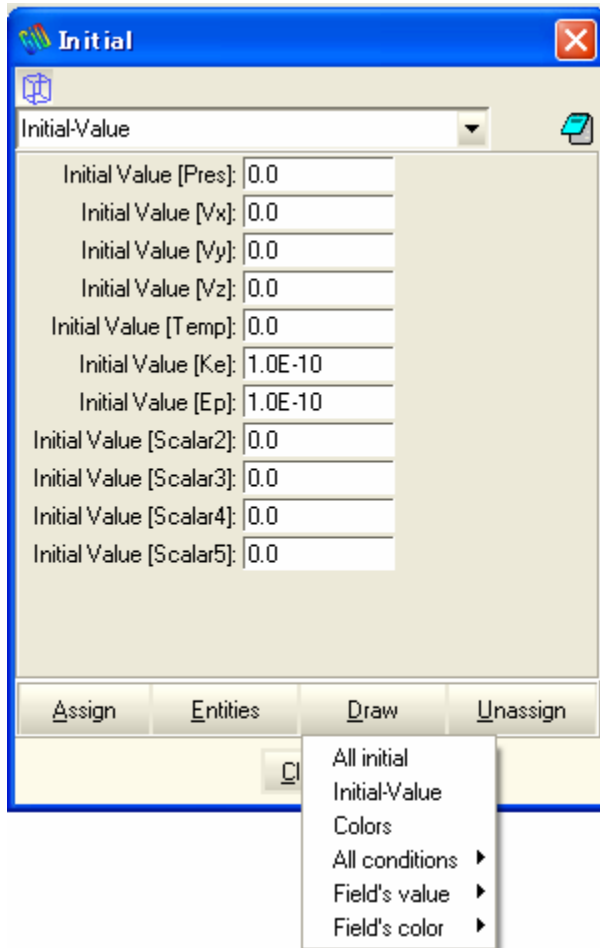 GiD Initial
Initial-Value
Initial Value [Pres]: 0.0
Initial Value [Vx]: 0.0
Initial Value [Vy]: 0.0
Initial Value [Vz]: 0.0
Initial Value [Temp]: 0.0
Initial Value [Ke]: 1.0E-10
Initial Value [Ep]: 1.0E-10
Initial Value [Scalar2]: 0.0
Initial Value [Scalar3]: 0.0
Initial Value [Scalar4]: 0.0
Initial Value [Scalar5]: 0.0
Assign Entities Draw Unassign
Cl
All initial
Initial-Value
Colors
All conditions
Field's value
Field's color